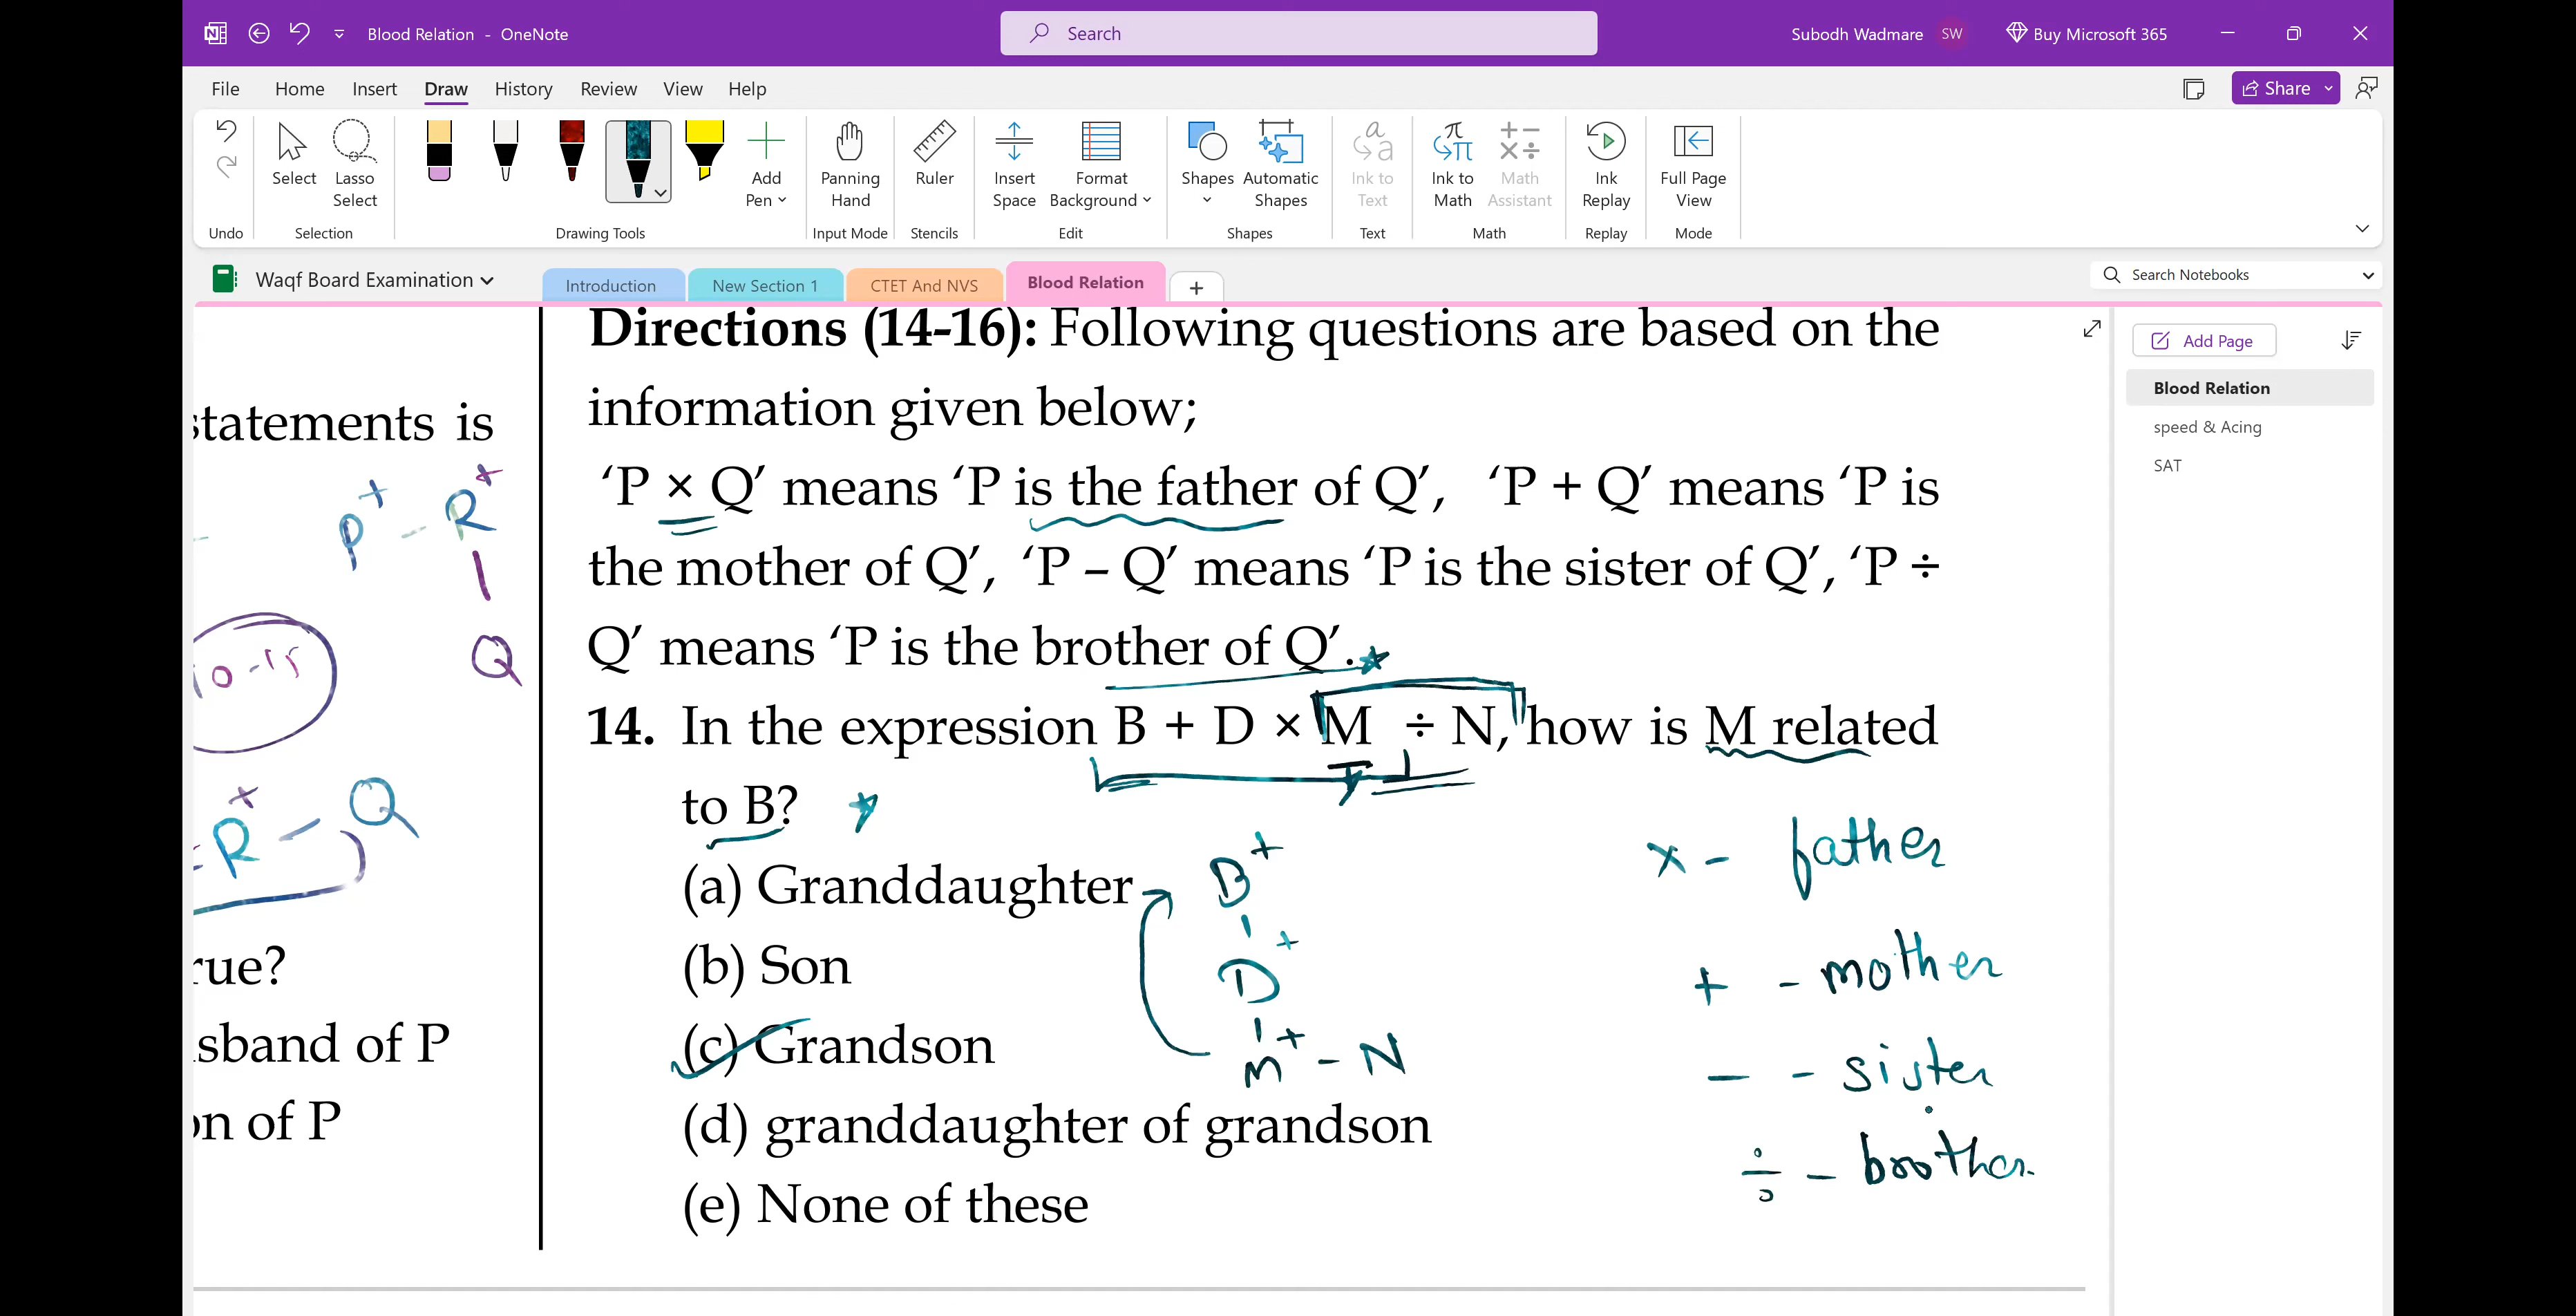 Blood Relation - OneNote
Search
Subodh Wadmare SW Buy Microsoft 365
File Home Insert Draw History Review View Help Share
Select Lasso Select Add Pen Panning Hand Ruler Insert Space Format Background Shapes Automatic Shapes Ink to Text Ink to Math Math Assistant Ink Replay Full Page View
Undo Selection Drawing Tools Input Mode Stencils Edit Shapes Text Math Replay Mode
Waqf Board Examination Introduction New Section 1 CTET And NVS Blood Relation + Search Notebooks
Add Page
Blood Relation
speed & Acing
SAT
statements is
P+ - R+
Q
R+ - Q
rue?
sband of P
on of P
Directions (14-16): Following questions are based on the
information given below;
‘P × Q’ means ‘P is the father of Q’, ‘P + Q’ means ‘P is
the mother of Q’, ‘P – Q’ means ‘P is the sister of Q’, ‘P ÷
Q’ means ‘P is the brother of Q’.
14. In the expression B + D × M ÷ N, how is M related
to B?
(a) Granddaughter
(b) Son
(c) Grandson
(d) granddaughter of grandson
(e) None of these
B+
D+
m+ - N
x - father
+ - mother
- - sister
÷ - brother